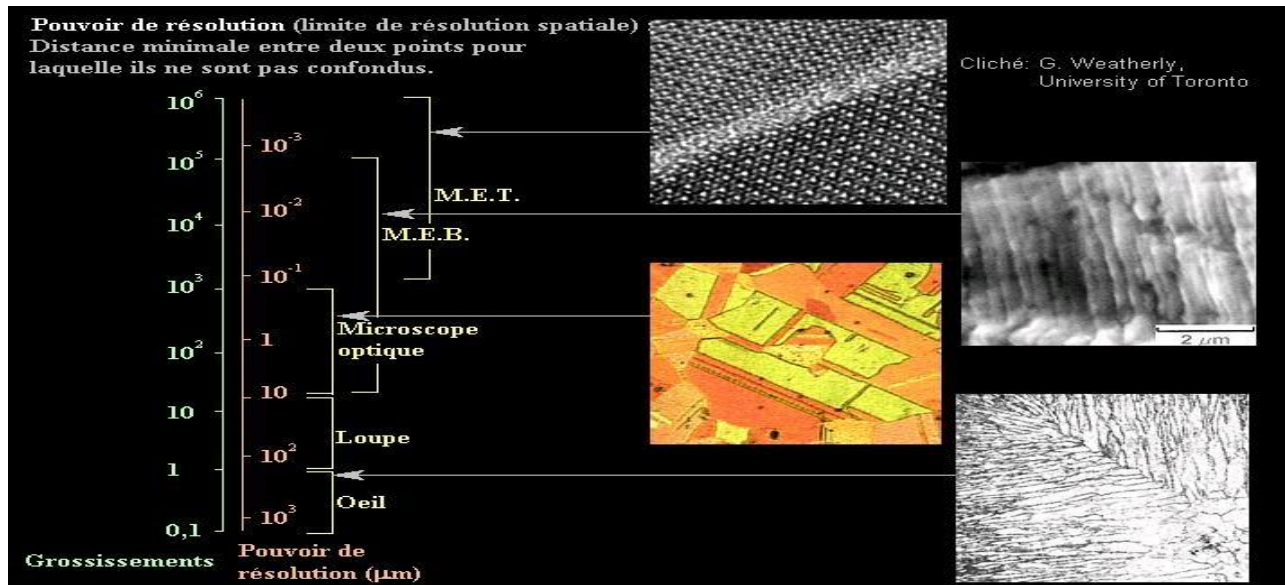 Pouvoir de résolution (limite de résolution spatiale) :
Distance minimale entre deux points pour
laquelle ils ne sont pas confondus.
Cliché: G. Weatherly,
University of Toronto
10⁶
10⁵
10⁴
10³
10²
10
1
0,1
Grossissements
10⁻³
10⁻²
10⁻¹
1
10
10²
10³
Pouvoir de
résolution (µm)
M.E.T.
M.E.B.
Microscope
optique
Loupe
Oeil
2 µm